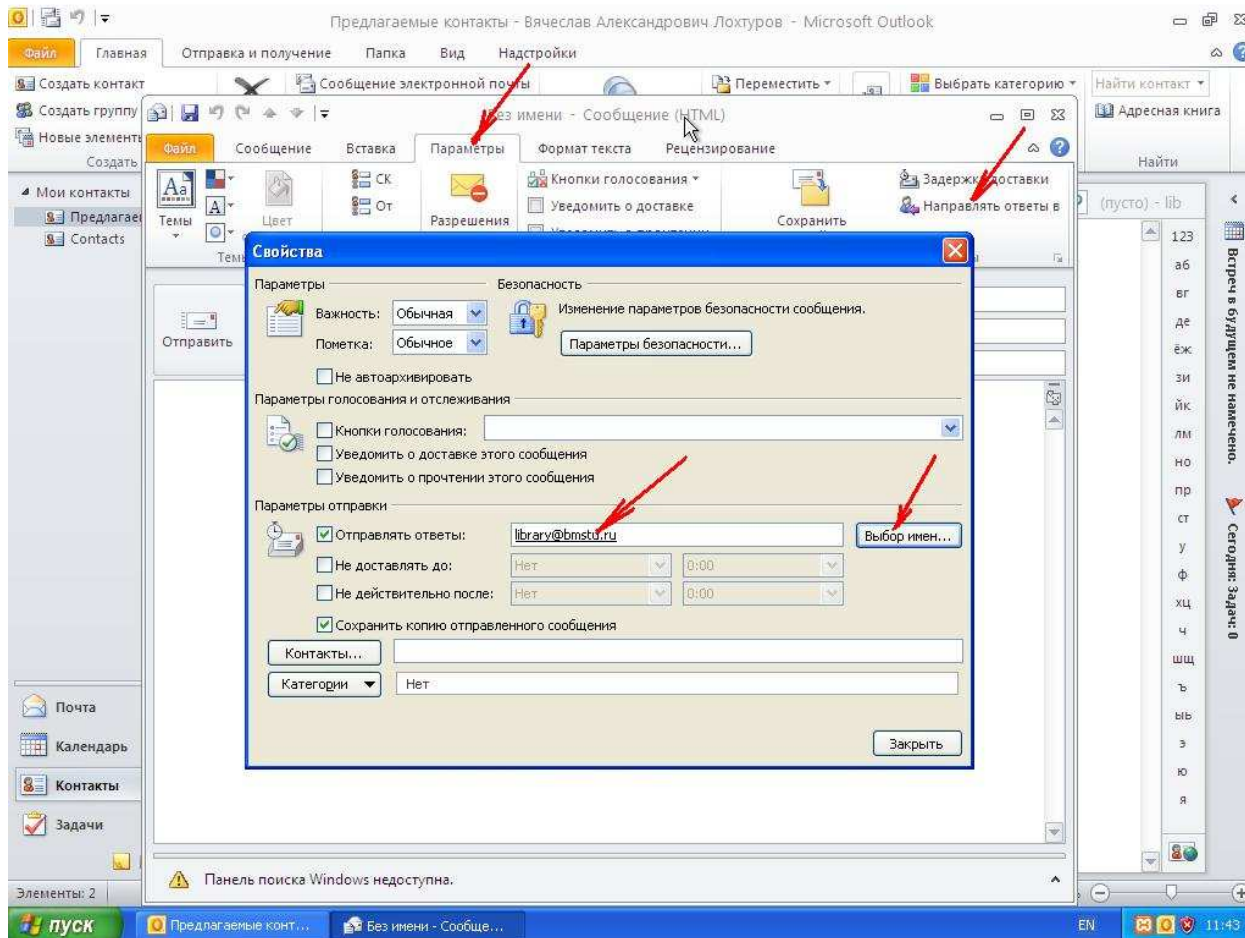 Предлагаемые контакты - Вячеслав Александрович Лохтуров - Microsoft Outlook
Файл Главная Отправка и получение Папка Вид Надстройки
Создать контакт
Сообщение электронной почты
Переместить
Выбрать категорию
Найти контакт
Создать группу
Адресная книга
Новые элементы
Создать
Найти
Без имени - Сообщение (HTML)
Файл Сообщение Вставка Параметры Формат текста Рецензирование
Aa
Темы
A
Цвет
СК
От
Разрешения
Кнопки голосования
Уведомить о доставке
Сохранить
Задержка доставки
Направлять ответы в
Мои контакты
Contacts
(пусто) - lib
Отправить
Свойства
Параметры
Безопасность
Важность: Обычная
Изменение параметров безопасности сообщения.
Пометка: Обычное
Параметры безопасности...
Не автоархивировать
Параметры голосования и отслеживания
Кнопки голосования:
Уведомить о доставке этого сообщения
Уведомить о прочтении этого сообщения
Параметры отправки
Отправлять ответы: library@bmstu.ru Выбор имен...
Не доставлять до: Нет 0:00
Не действительно после: Нет 0:00
Сохранить копию отправленного сообщения
Контакты...
Категории Нет
Закрыть
123
аб
вг
де
ёж
зи
йк
лм
но
пр
ст
у
ф
хц
ч
шщ
ъ
ыь
э
ю
я
Встреч в будущем не намечено.
Сегодня: Задач: 0
Почта
Календарь
Контакты
Задачи
Панель поиска Windows недоступна.
Элементы: 2
пуск
Предлагаемые конт...
Без имени - Сообще...
EN
11:43